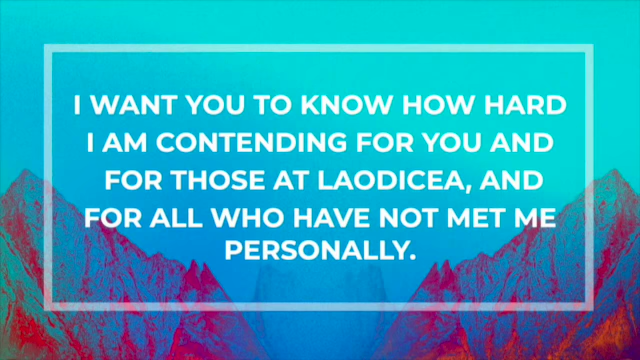 I WANT YOU TO KNOW HOW HARD
I AM CONTENDING FOR YOU AND
FOR THOSE AT LAODICEA, AND
FOR ALL WHO HAVE NOT MET ME
PERSONALLY.